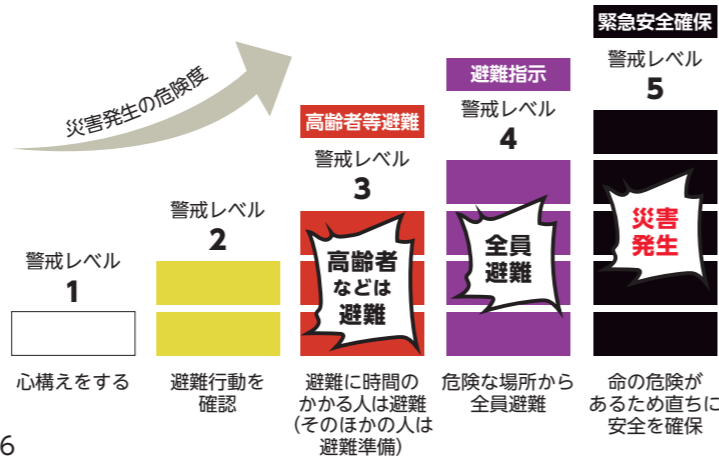 災害発生の危険度
警戒レベル
1
心構えをする
警戒レベル
2
避難行動を
確認
高齢者等避難
警戒レベル
3
高齢者
などは
避難
避難に時間の
かかる人は避難
(そのほかの人は
避難準備)
避難指示
警戒レベル
4
全員
避難
危険な場所から
全員避難
緊急安全確保
警戒レベル
5
災害
発生
命の危険が
あるため直ちに
安全を確保
6